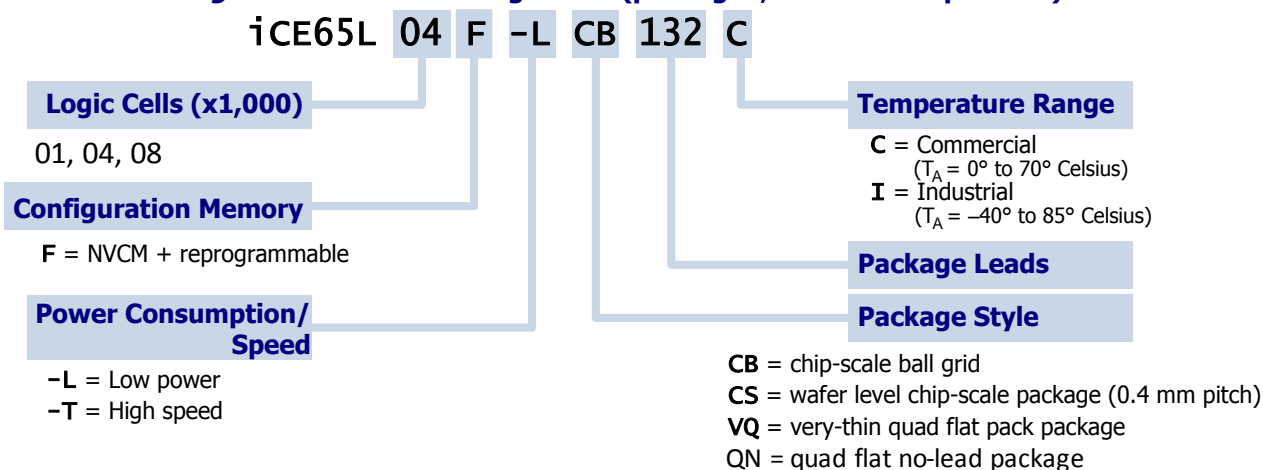 iCE65L 04 F -L CB 132 C
Logic Cells (x1,000)
01, 04, 08
Configuration Memory
F = NVCM + reprogrammable
Power Consumption/
Speed
-L = Low power
-T = High speed
Temperature Range
C = Commercial
(TA = 0° to 70° Celsius)
I = Industrial
(TA = –40° to 85° Celsius)
Package Leads
Package Style
CB = chip-scale ball grid
CS = wafer level chip-scale package (0.4 mm pitch)
VQ = very-thin quad flat pack package
QN = quad flat no-lead package